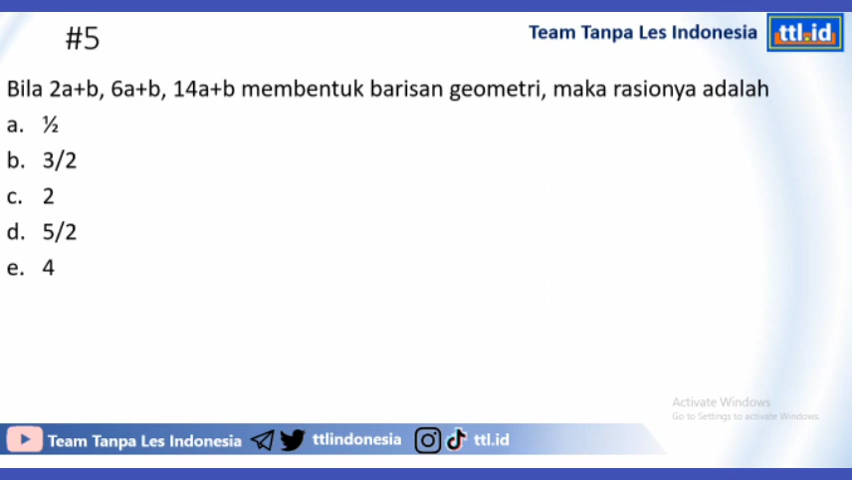 #5
Team Tanpa Les Indonesia
ttl.id
Bila 2a+b, 6a+b, 14a+b membentuk barisan geometri, maka rasionya adalah
a. ½
b. 3/2
c. 2
d. 5/2
e. 4
Activate Windows
Go to Settings to activate Windows.
Team Tanpa Les Indonesia
ttlindonesia
ttl.id